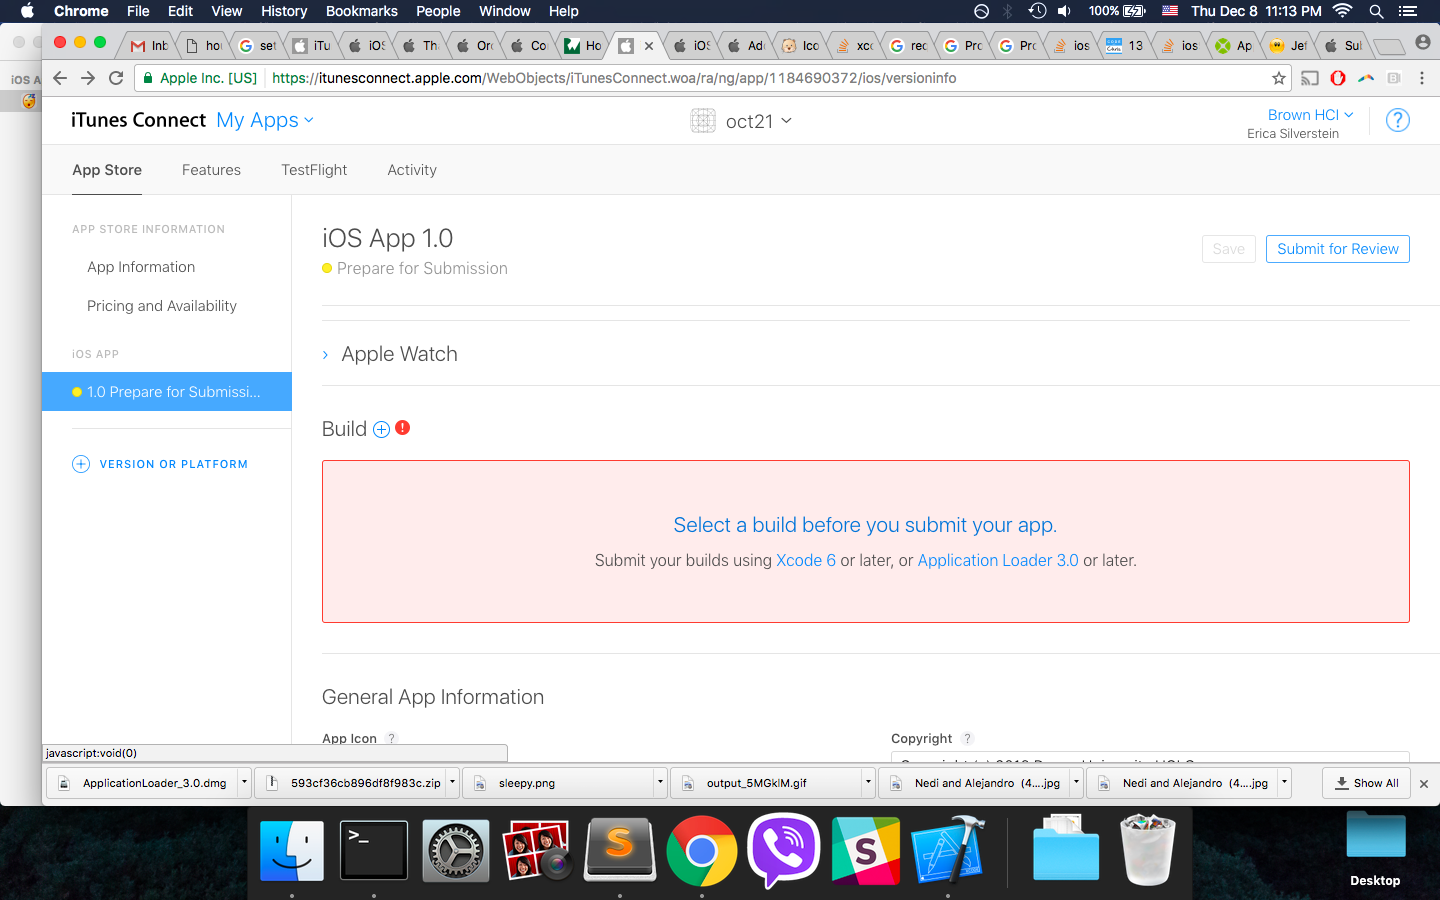 Chrome File Edit View History Bookmarks People Window Help 100% Thu Dec 8 11:13 PM
iOS A
Inb hor set iTu iOS Th Ore Co Ho iOS Add Ico xco rec Pro Pro ios 13 ios Ap Jef Sul
Apple Inc. [US] https://itunesconnect.apple.com/WebObjects/iTunesConnect.woa/ra/ng/app/1184690372/ios/versioninfo
iTunes Connect My Apps oct21 Brown HCI ?
Erica Silverstein
App Store Features TestFlight Activity
APP STORE INFORMATION
App Information
Pricing and Availability
iOS APP
1.0 Prepare for Submissi...
VERSION OR PLATFORM
iOS App 1.0
Prepare for Submission
Save Submit for Review
Apple Watch
Build
Select a build before you submit your app.
Submit your builds using Xcode 6 or later, or Application Loader 3.0 or later.
General App Information
App Icon ? Copyright ?
javascript:void(0)
ApplicationLoader_3.0.dmg 593cf36cb896df8f983c.zip sleepy.png output_5MGklM.gif Nedi and Alejandro (4....jpg Nedi and Alejandro (4....jpg Show All
Desktop